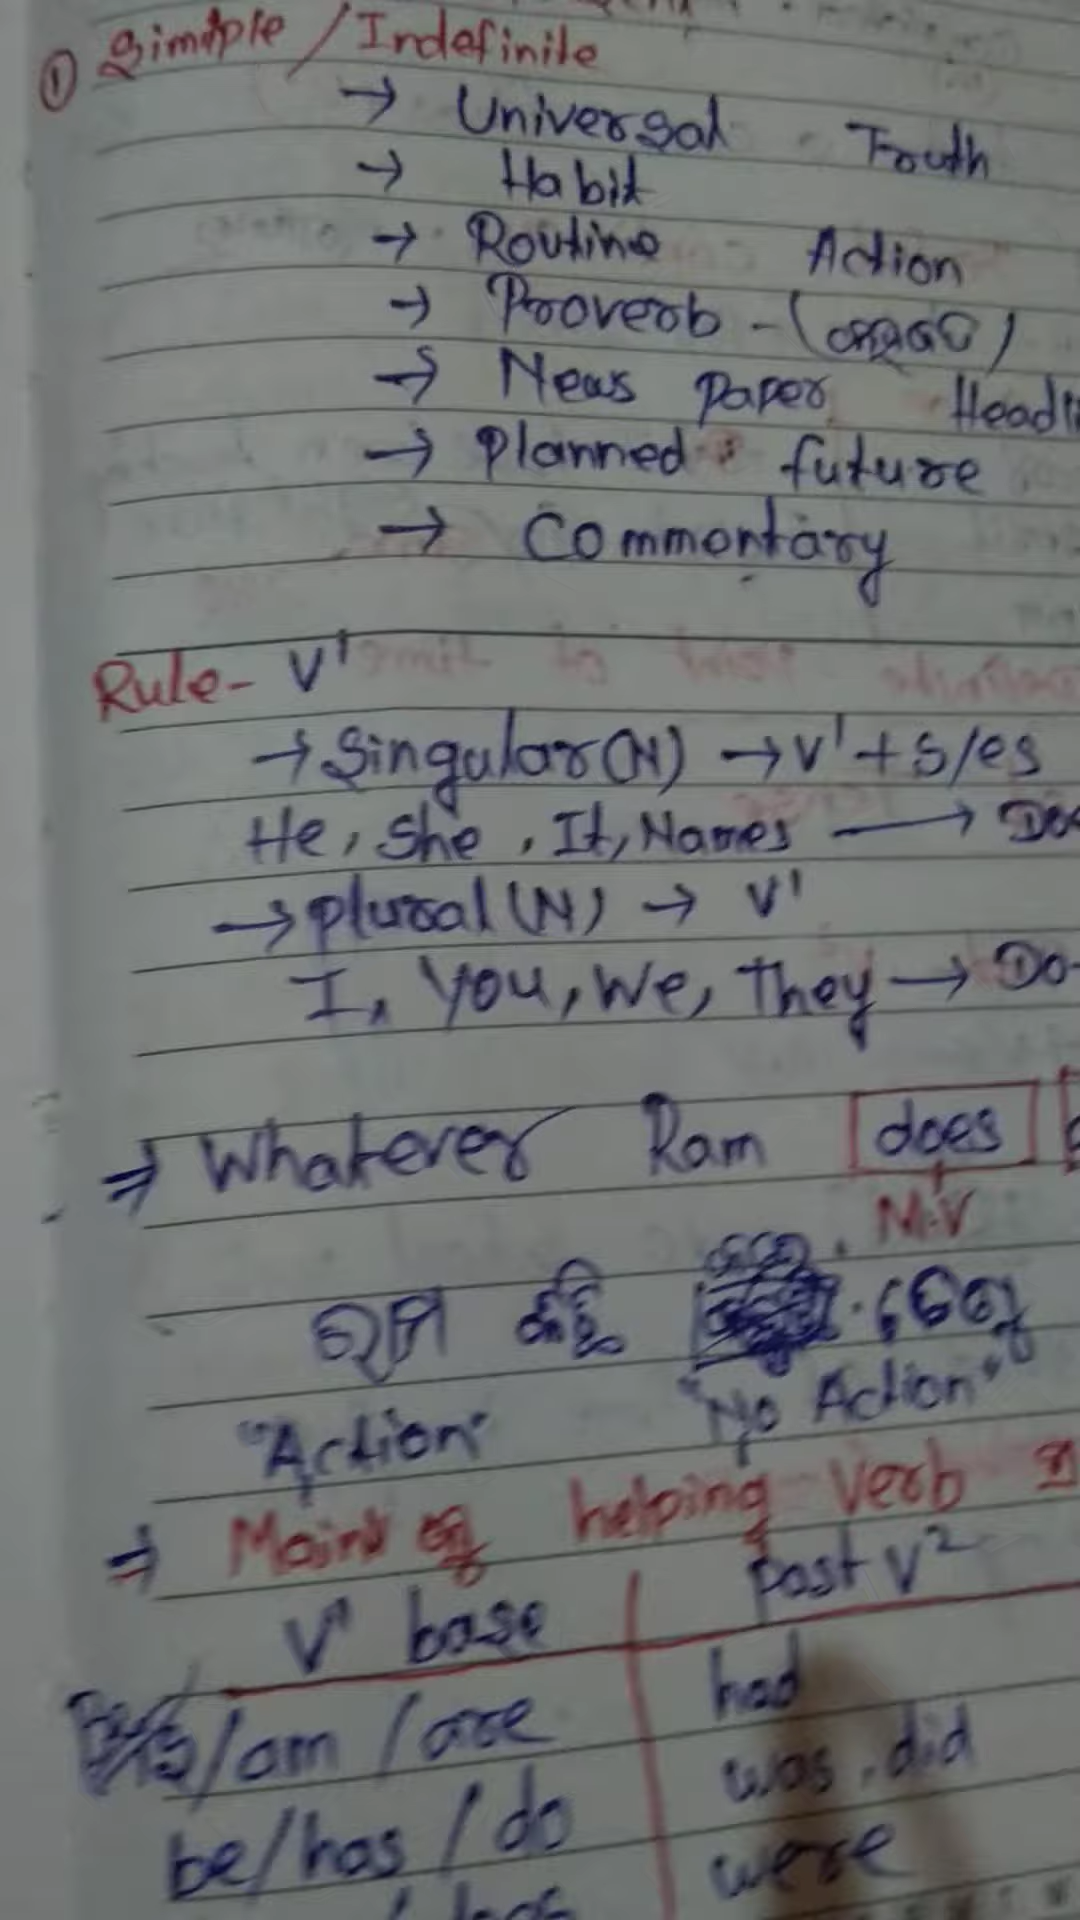 ① Simple / Indefinite
→ Universal Truth
→ Habit
→ Routine Action
→ Proverb - (
→ News Paper
→ Planned future
→ Commentary
Rule - V¹
→ Singular (N) → V¹ + s/es
He, She, It, Names →
→ Plural (N) → V¹
I, You, We, They → Do
⇒ Whatever Ram does
M.V
ରାମ କିଛି
"Action" "No Action"
⇒ Main helping Verb
V¹ base past V²
/am / are had
be/has / do was, did
were